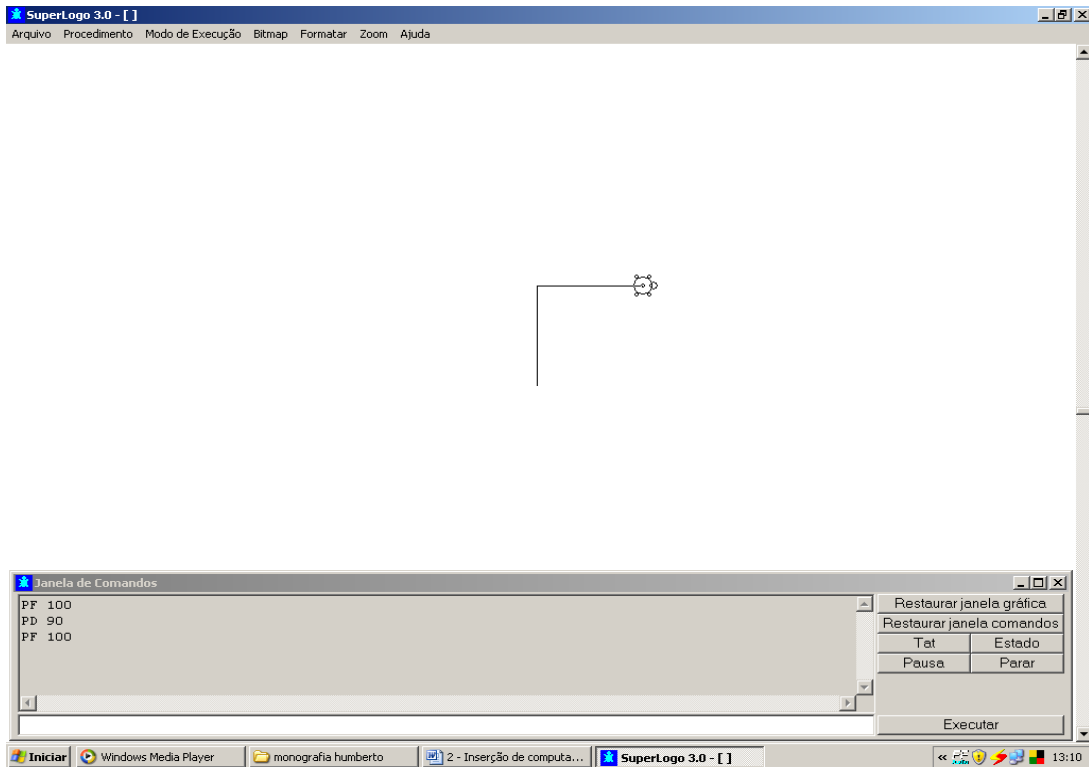 SuperLogo 3.0 - [ ]
Arquivo Procedimento Modo de Execução Bitmap Formatar Zoom Ajuda
Janela de Comandos
PF 100
PD 90
PF 100
Restaurar janela gráfica
Restaurar janela comandos
Tat Estado
Pausa Parar
Executar
Iniciar Windows Media Player monografia humberto 2 - Inserção de computa... SuperLogo 3.0 - [ ] « 13:10